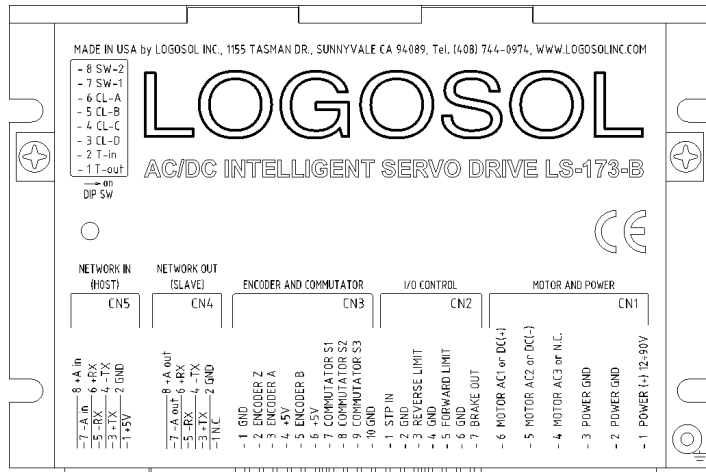 MADE IN USA by LOGOSOL INC., 1155 TASMAN DR., SUNNYVALE CA 94089, Tel. (408) 744-0974, WWW.LOGOSOLINC.COM
- 8 SW-2
- 7 SW-1
- 6 CL-A
- 5 CL-B
- 4 CL-C
- 3 CL-D
- 2 T-in
- 1 T-out
on
DIP SW
LOGOSOL
AC/DC INTELLIGENT SERVO DRIVE LS-173-B
CE
NETWORK IN
(HOST)
CN5
8 +A in
-7 -A in
6 +RX
-5 -RX
4 -TX
-3 +TX
2 GND
-1 +5V
NETWORK OUT
(SLAVE)
CN4
8 +A out
-7 -A out
6 +RX
-5 -RX
4 -TX
-3 +TX
2 GND
-1 N.C.
ENCODER AND COMMUTATOR
CN3
- 1 GND
- 2 ENCODER Z
- 3 ENCODER A
- 4 +5V
- 5 ENCODER B
- 6 +5V
- 7 COMMUTATOR S1
- 8 COMMUTATOR S2
- 9 COMMUTATOR S3
- 10 GND
I/O CONTROL
CN2
- 1 STP IN
- 2 GND
- 3 REVERSE LIMIT
- 4 GND
- 5 FORWARD LIMIT
- 6 GND
- 7 BRAKE OUT
MOTOR AND POWER
CN1
- 6 MOTOR AC1 or DC(+)
- 5 MOTOR AC2 or DC(-)
- 4 MOTOR AC3 or N.C.
- 3 POWER GND
- 2 POWER GND
- 1 POWER (+) 12÷90V